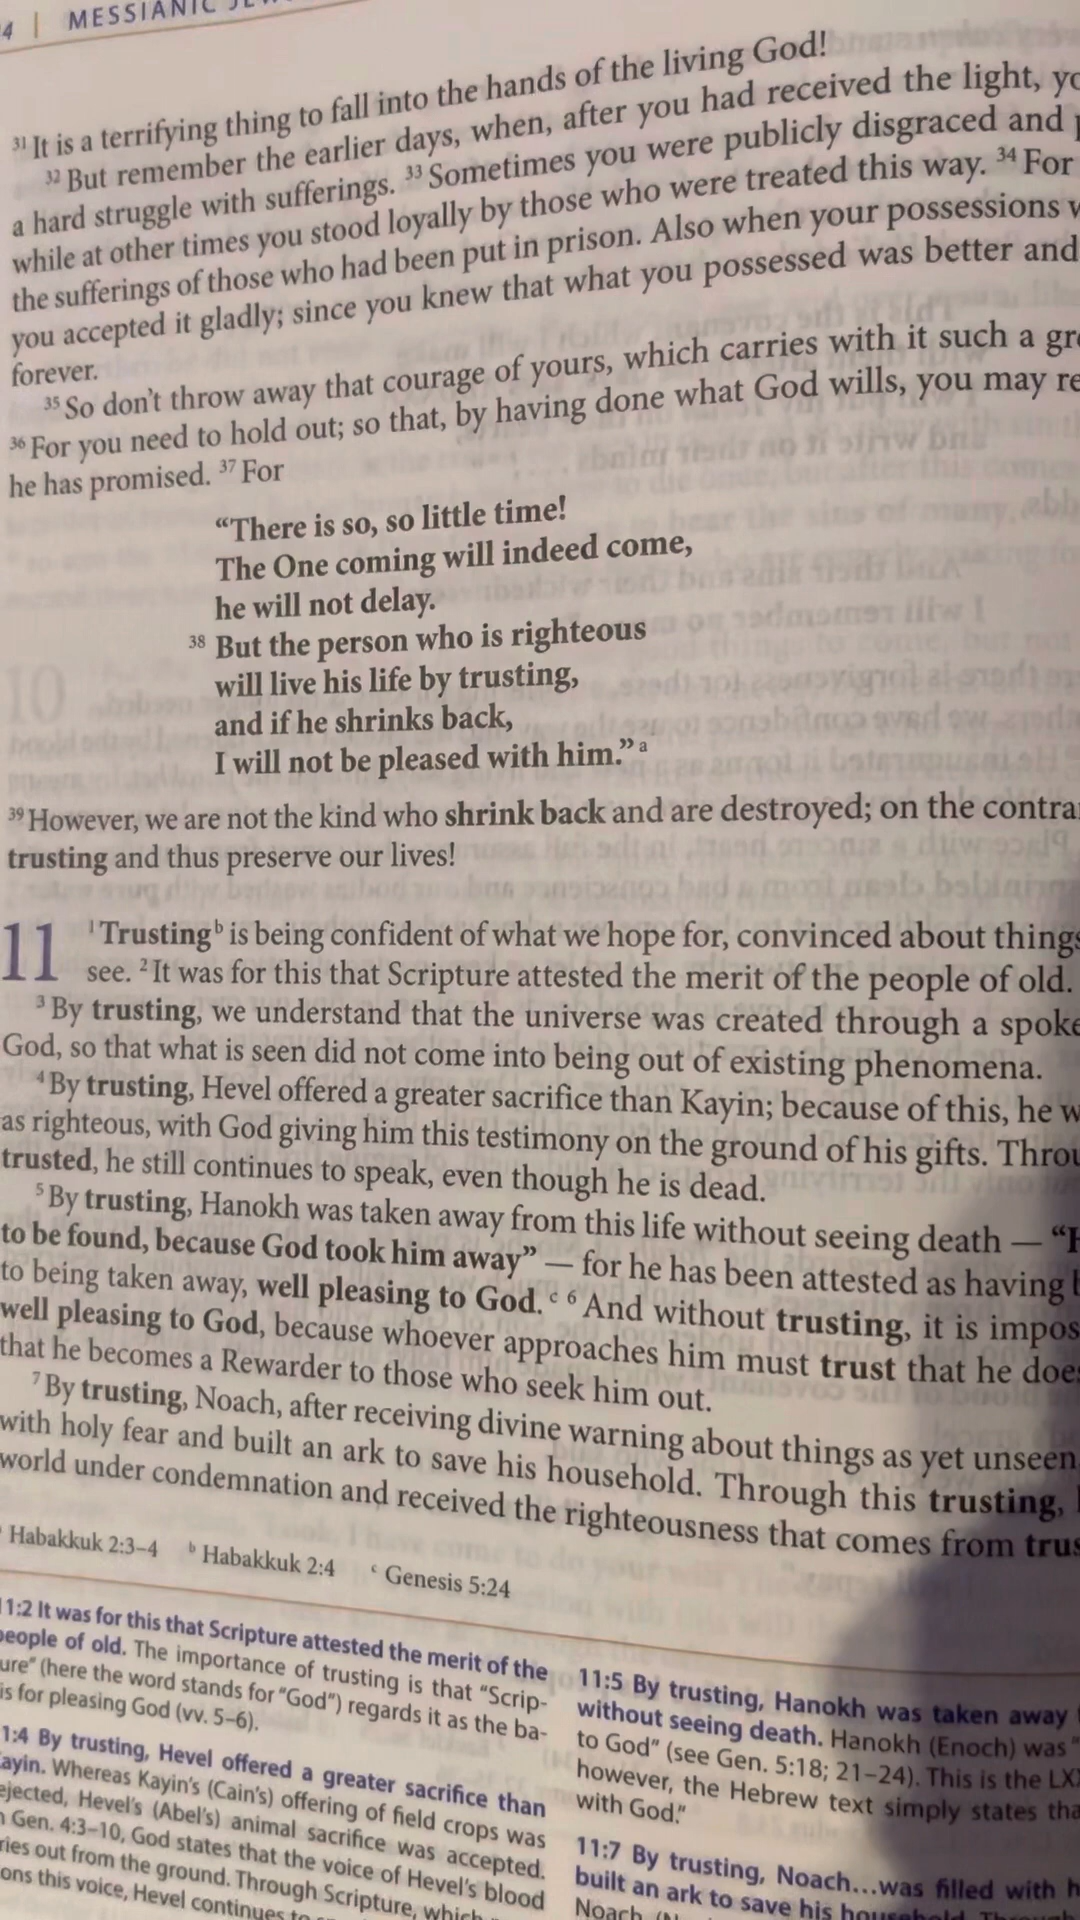 4 | MESSIANIC
31 It is a terrifying thing to fall into the hands of the living God!
32 But remember the earlier days, when, after you had received the light, yo
a hard struggle with sufferings. 33 Sometimes you were publicly disgraced and
while at other times you stood loyally by those who were treated this way. 34 For
the sufferings of those who had been put in prison. Also when your possessions
you accepted it gladly; since you knew that what you possessed was better and
forever.
35 So don't throw away that courage of yours, which carries with it such a gr
36 For you need to hold out; so that, by having done what God wills, you may re
he has promised. 37 For
"There is so, so little time!
The One coming will indeed come,
he will not delay.
38 But the person who is righteous
will live his life by trusting,
and if he shrinks back,
I will not be pleased with him." a
39 However, we are not the kind who shrink back and are destroyed; on the contra
trusting and thus preserve our lives!
11 1 Trusting b is being confident of what we hope for, convinced about things
see. 2 It was for this that Scripture attested the merit of the people of old.
3 By trusting, we understand that the universe was created through a spoke
God, so that what is seen did not come into being out of existing phenomena.
4 By trusting, Hevel offered a greater sacrifice than Kayin; because of this, he w
as righteous, with God giving him this testimony on the ground of his gifts. Throu
trusted, he still continues to speak, even though he is dead.
5 By trusting, Hanokh was taken away from this life without seeing death — "H
to be found, because God took him away" — for he has been attested as having b
to being taken away, well pleasing to God. c 6 And without trusting, it is impos
well pleasing to God, because whoever approaches him must trust that he doe
that he becomes a Rewarder to those who seek him out.
7 By trusting, Noach, after receiving divine warning about things as yet unseen
with holy fear and built an ark to save his household. Through this trusting,
world under condemnation and received the righteousness that comes from trus
Habakkuk 2:3–4 b Habakkuk 2:4 c Genesis 5:24
11:2 It was for this that Scripture attested the merit of the
people of old. The importance of trusting is that "Scrip-
ure" (here the word stands for "God") regards it as the ba-
is for pleasing God (vv. 5–6).
1:4 By trusting, Hevel offered a greater sacrifice than
Kayin. Whereas Kayin's (Cain's) offering of field crops was
ejected, Hevel's (Abel's) animal sacrifice was accepted.
n Gen. 4:3–10, God states that the voice of Hevel's blood
ries out from the ground. Through Scripture, which
ons this voice, Hevel continues to
11:5 By trusting, Hanokh was taken away
without seeing death. Hanokh (Enoch) was "
to God" (see Gen. 5:18; 21–24). This is the LX
however, the Hebrew text simply states tha
with God."
11:7 By trusting, Noach...was filled with h
built an ark to save his household. Through
Noach